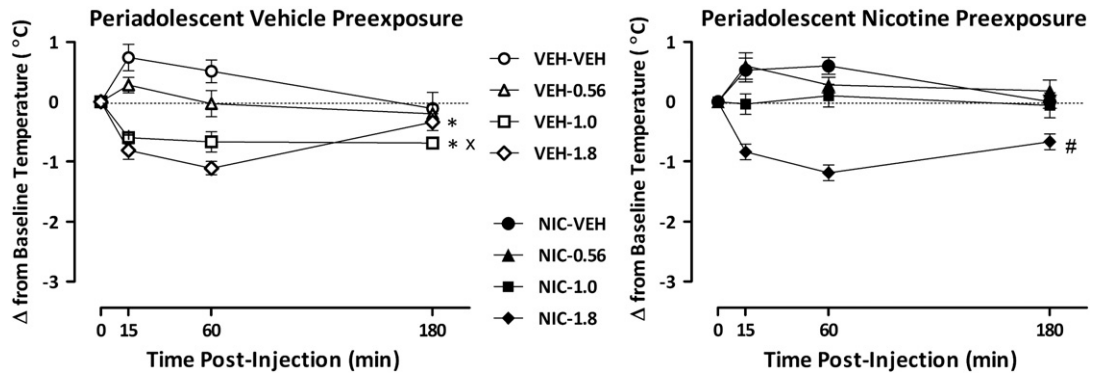 Periadolescent Vehicle Preexposure
Δ from Baseline Temperature ( °C)
1
0
-1
-2
-3
*
* x
0 15 60 180
Time Post-Injection (min)
VEH-VEH
VEH-0.56
VEH-1.0
VEH-1.8
NIC-VEH
NIC-0.56
NIC-1.0
NIC-1.8
Periadolescent Nicotine Preexposure
Δ from Baseline Temperature ( °C)
1
0
-1
-2
-3
#
0 15 60 180
Time Post-Injection (min)